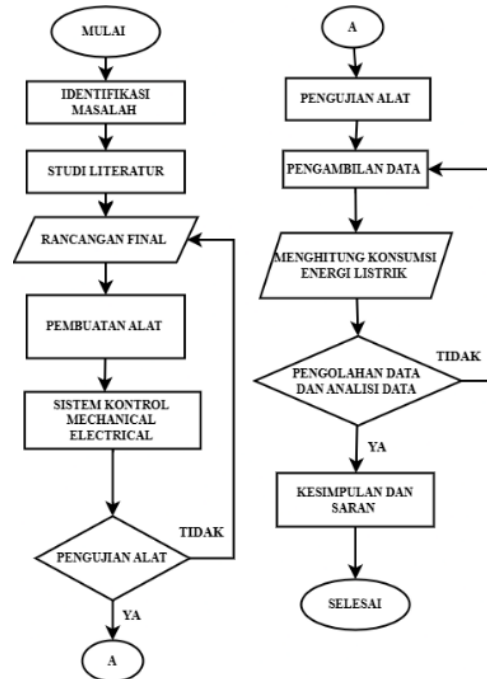 MULAI
IDENTIFIKASI
MASALAH
STUDI LITERATUR
RANCANGAN FINAL
PEMBUATAN ALAT
SISTEM KONTROL
MECHANICAL
ELECTRICAL
TIDAK
PENGUJIAN ALAT
YA
A
A
PENGUJIAN ALAT
PENGAMBILAN DATA
MENGHITUNG KONSUMSI
ENERGI LISTRIK
TIDAK
PENGOLAHAN DATA
DAN ANALISI DATA
YA
KESIMPULAN DAN
SARAN
SELESAI